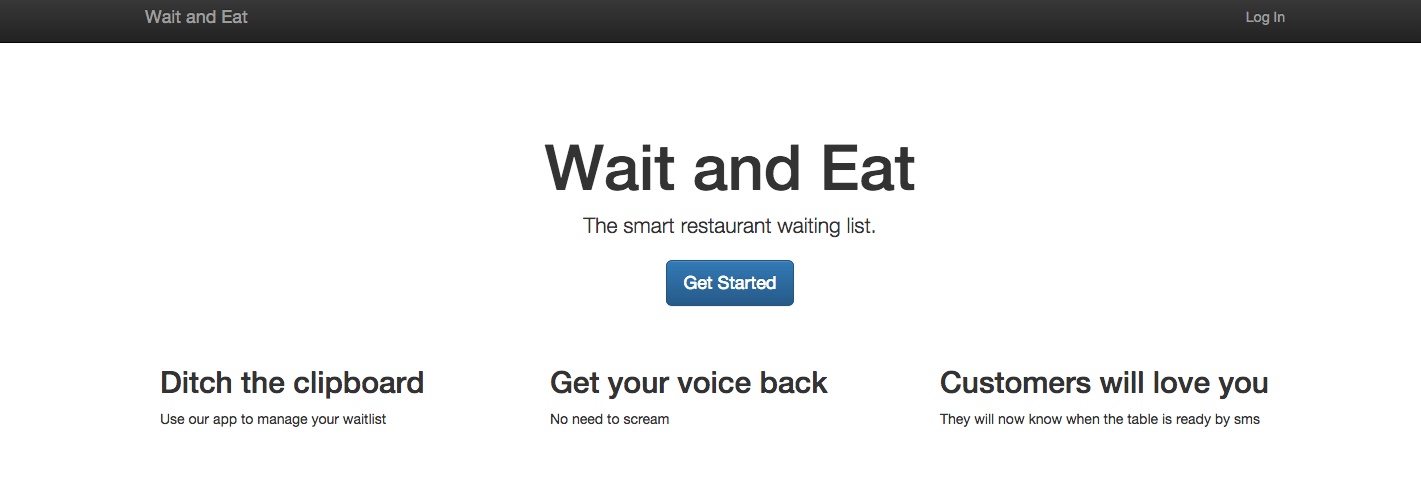 Wait and Eat
Log In
Wait and Eat
The smart restaurant waiting list.
Get Started
Ditch the clipboard
Use our app to manage your waitlist
Get your voice back
No need to scream
Customers will love you
They will now know when the table is ready by sms